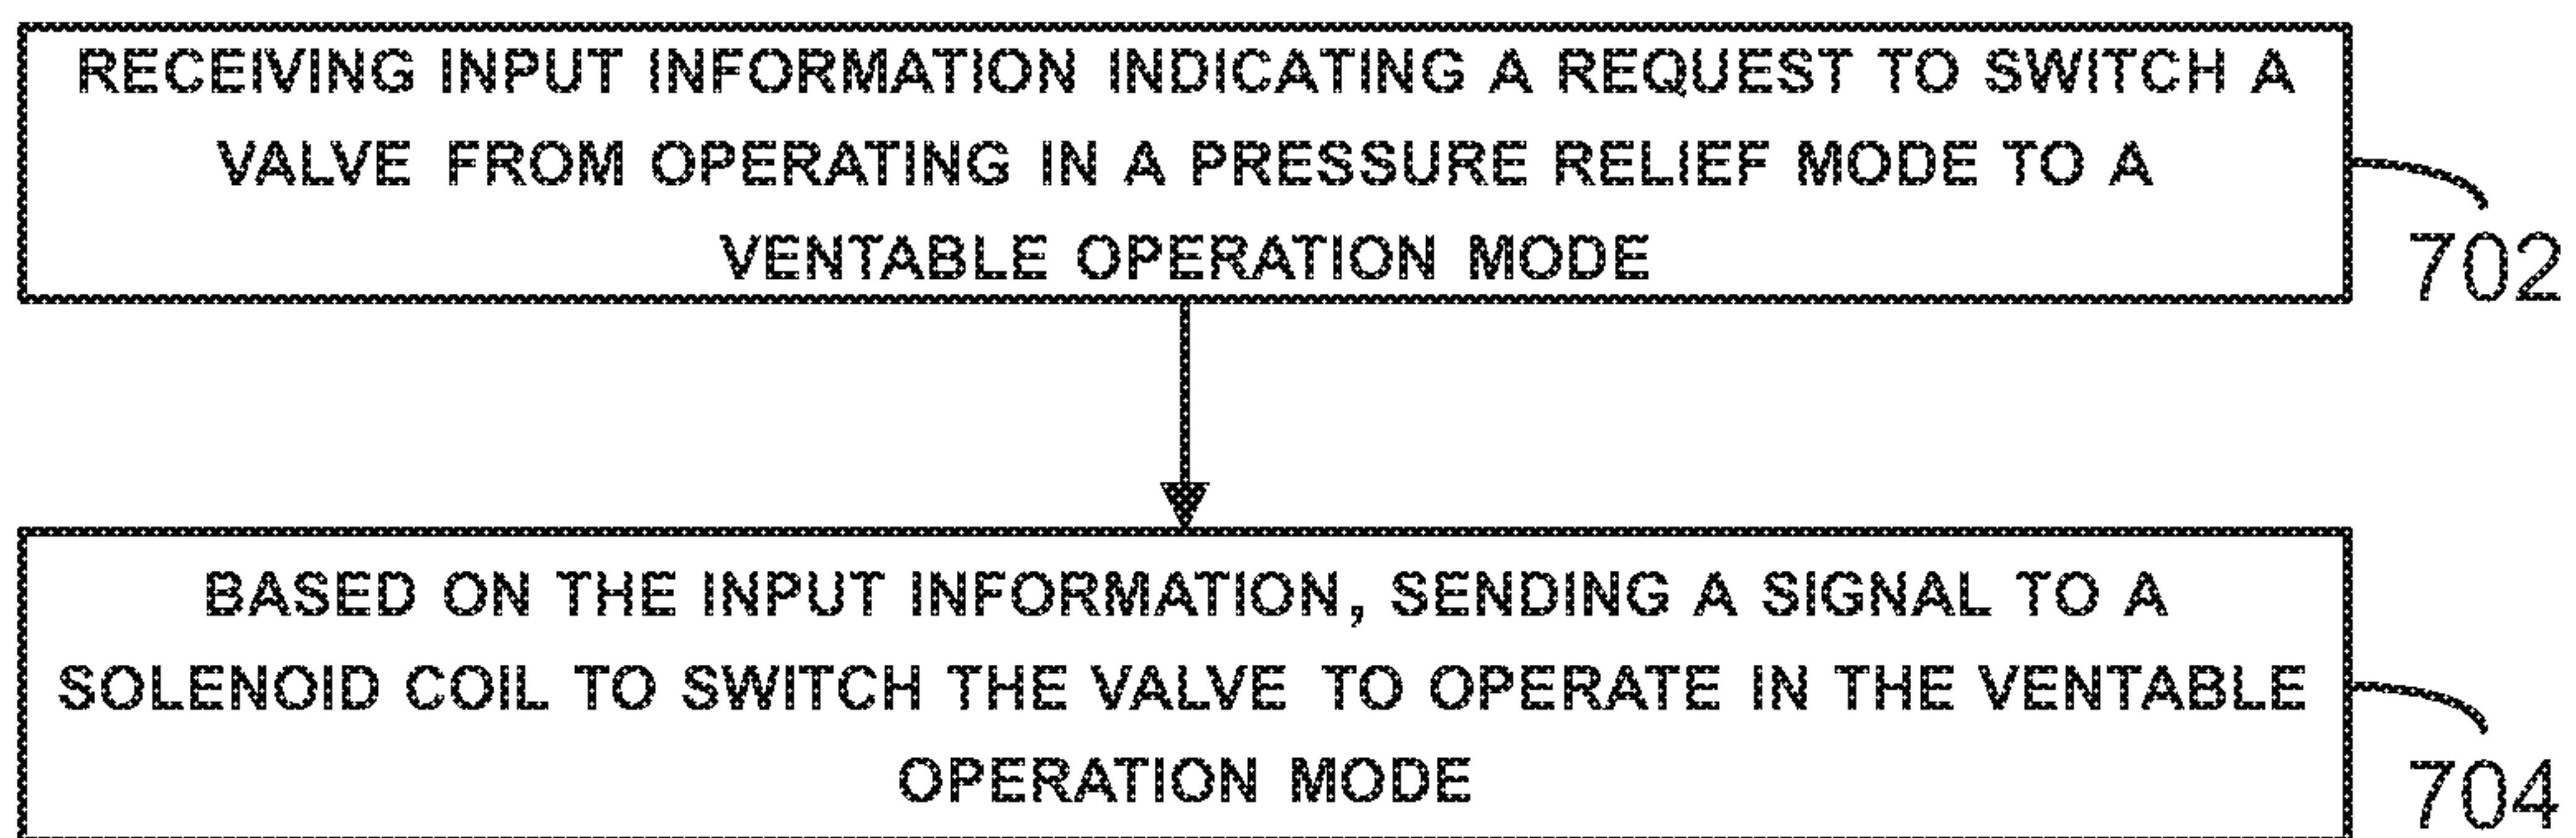 RECEIVING INPUT INFORMATION INDICATING A REQUEST TO SWITCH A
VALVE FROM OPERATING IN A PRESSURE RELIEF MODE TO A
VENTABLE OPERATION MODE
702
BASED ON THE INPUT INFORMATION, SENDING A SIGNAL TO A
SOLENOID COIL TO SWITCH THE VALVE TO OPERATE IN THE VENTABLE
OPERATION MODE
704